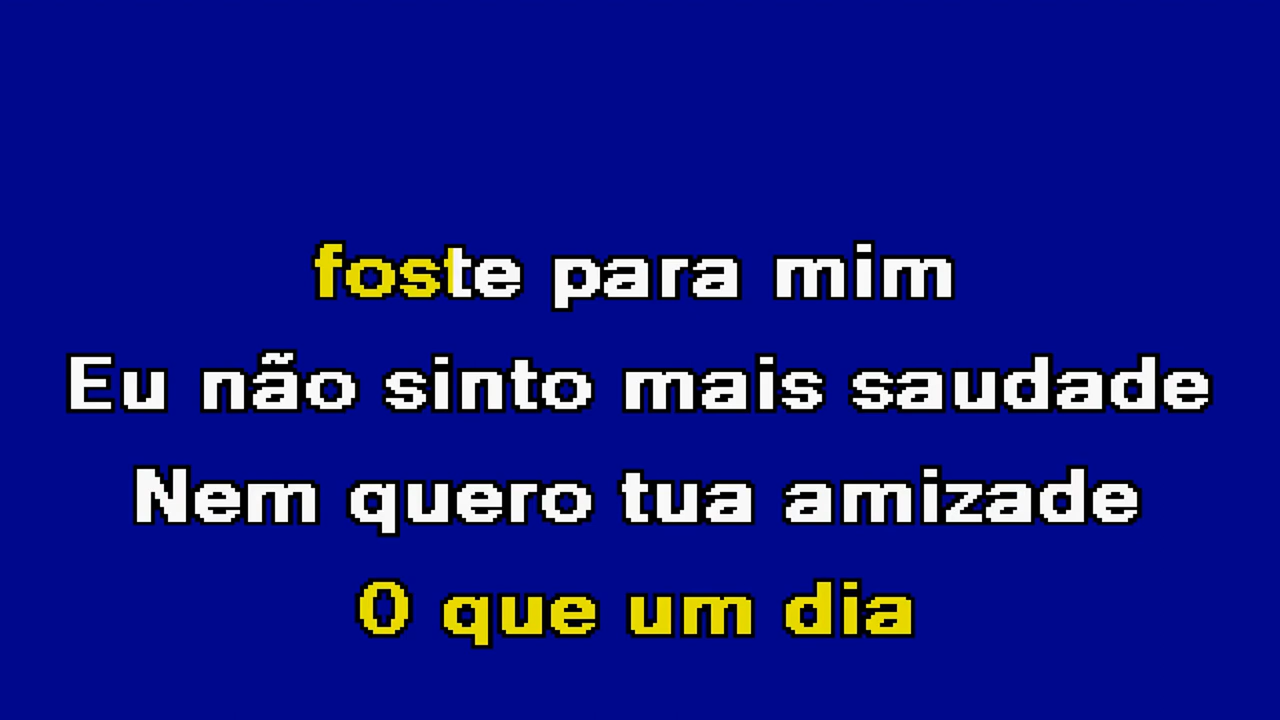 foste para mim
Eu não sinto mais saudade
Nem quero tua amizade
O que um dia